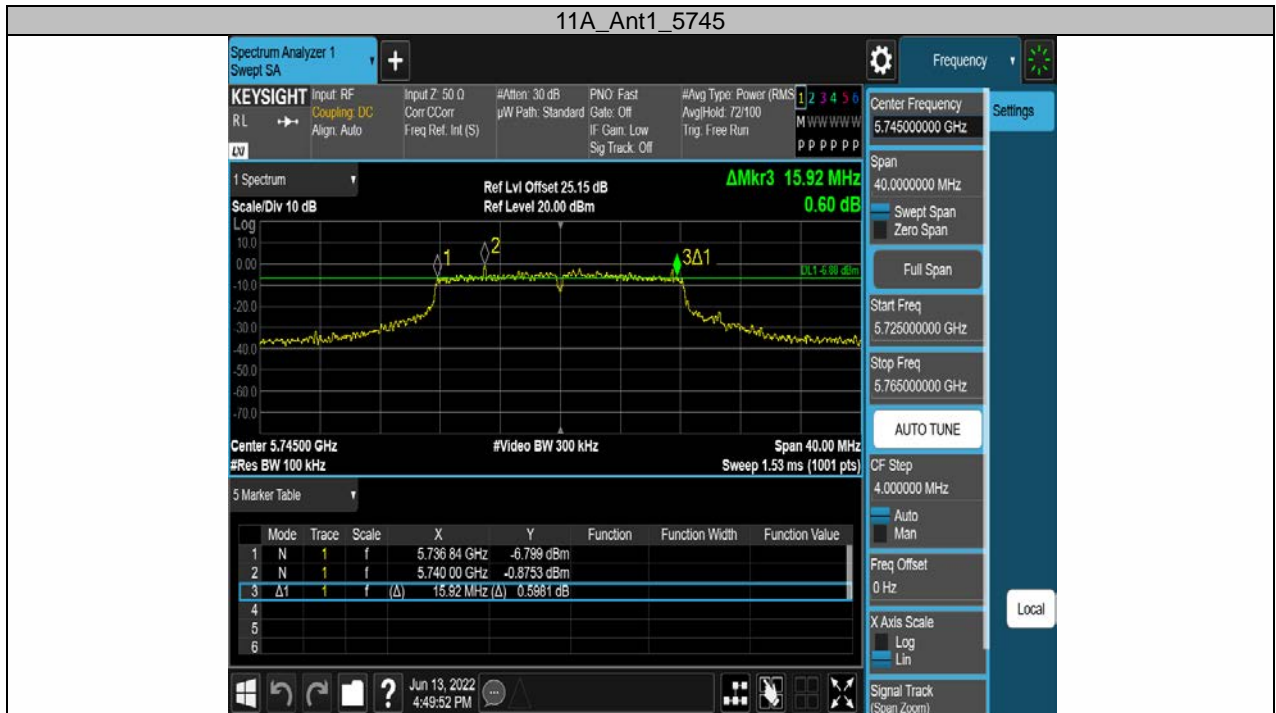 11A_Ant1_5745
Spectrum Analyzer 1
Swept SA
Frequency
KEYSIGHT
RL
LXI
Input: RF
Coupling: DC
Align: Auto
Input Z: 50 Ω
Corr CCorr
Freq Ref: Int (S)
#Atten: 30 dB
µW Path: Standard
PNO: Fast
Gate: Off
IF Gain: Low
Sig Track: Off
#Avg Type: Power (RMS
Avg|Hold: 72/100
Trig: Free Run
1 2 3 4 5 6
M W W W W W
P P P P P P
1 Spectrum
Scale/Div 10 dB
Ref Lvl Offset 25.15 dB
Ref Level 20.00 dBm
ΔMkr3 15.92 MHz
0.60 dB
Log
10.0
0.00
-10.0
-20.0
-30.0
-40.0
-50.0
-60.0
-70.0
1
2
3Δ1
DL1 -6.88 dBm
Center 5.74500 GHz
#Video BW 300 kHz
Span 40.00 MHz
#Res BW 100 kHz
Sweep 1.53 ms (1001 pts)
5 Marker Table
Mode Trace Scale X Y Function Function Width Function Value
1 N 1 f 5.736 84 GHz -6.799 dBm
2 N 1 f 5.740 00 GHz -0.8753 dBm
3 Δ1 1 f (Δ) 15.92 MHz (Δ) 0.5981 dB
4
5
6
Jun 13, 2022
4:49:52 PM
Center Frequency
5.745000000 GHz
Settings
Span
40.0000000 MHz
Swept Span
Zero Span
Full Span
Start Freq
5.725000000 GHz
Stop Freq
5.765000000 GHz
AUTO TUNE
CF Step
4.000000 MHz
Auto
Man
Freq Offset
0 Hz
X Axis Scale
Log
Lin
Local
Signal Track
(Span Zoom)